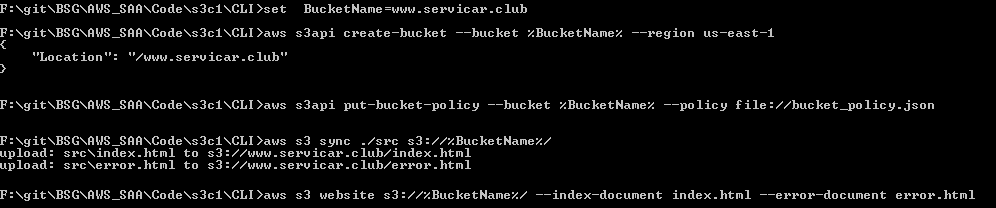 F:\git\BSG\AWS_SAA\Code\s3c1\CLI>set  BucketName=www.servicar.club
F:\git\BSG\AWS_SAA\Code\s3c1\CLI>aws s3api create-bucket --bucket %BucketName% --region us-east-1
{
    "Location": "/www.servicar.club"
}
F:\git\BSG\AWS_SAA\Code\s3c1\CLI>aws s3api put-bucket-policy --bucket %BucketName% --policy file://bucket_policy.json
F:\git\BSG\AWS_SAA\Code\s3c1\CLI>aws s3 sync ./src s3://%BucketName%/
upload: src\index.html to s3://www.servicar.club/index.html
upload: src\error.html to s3://www.servicar.club/error.html
F:\git\BSG\AWS_SAA\Code\s3c1\CLI>aws s3 website s3://%BucketName%/ --index-document index.html --error-document error.html